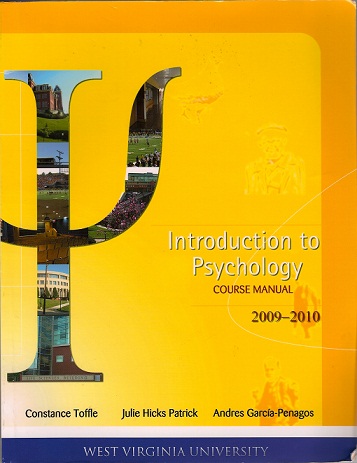 Introduction to
Psychology
COURSE MANUAL
2009–2010
Constance Toffle
Julie Hicks Patrick
Andres García-Penagos
WEST VIRGINIA UNIVERSITY